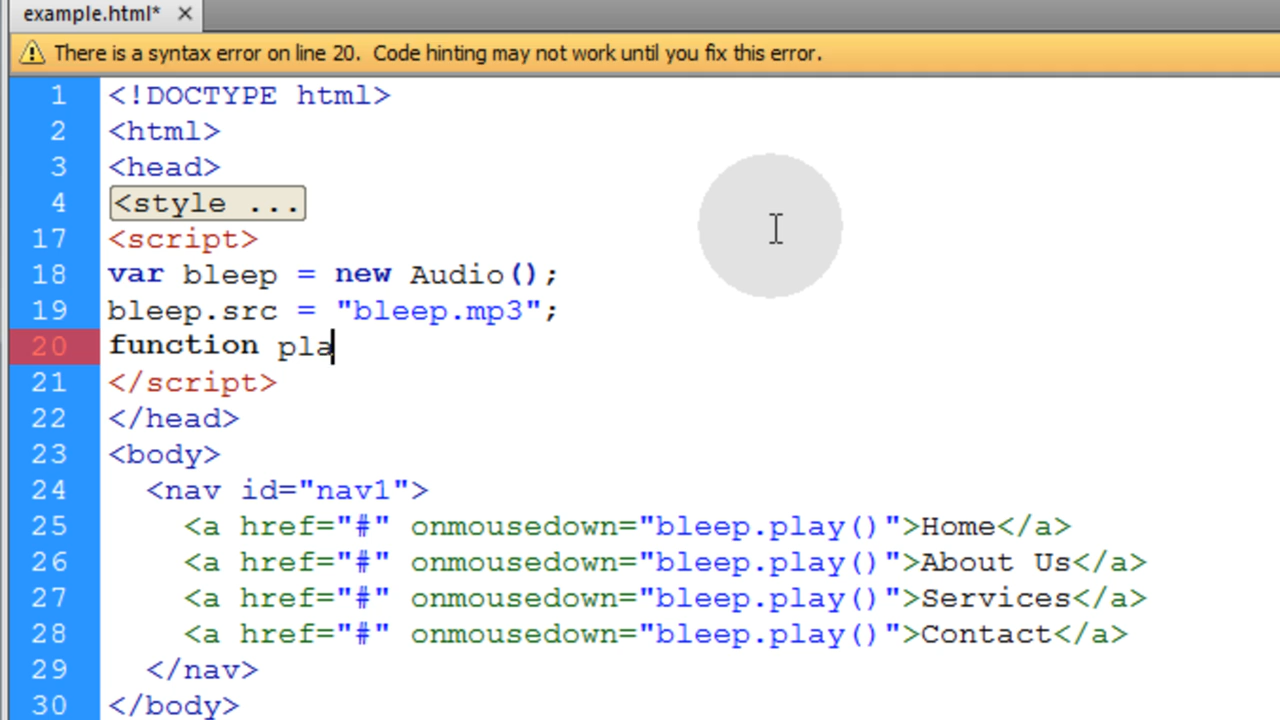 example.html* ×
There is a syntax error on line 20. Code hinting may not work until you fix this error.
1 <!DOCTYPE html>
2 <html>
3 <head>
4 <style ...
17 <script>
18 var bleep = new Audio();
19 bleep.src = "bleep.mp3";
20 function pla
21 </script>
22 </head>
23 <body>
24 <nav id="nav1">
25 <a href="#" onmousedown="bleep.play()">Home</a>
26 <a href="#" onmousedown="bleep.play()">About Us</a>
27 <a href="#" onmousedown="bleep.play()">Services</a>
28 <a href="#" onmousedown="bleep.play()">Contact</a>
29 </nav>
30 </body>